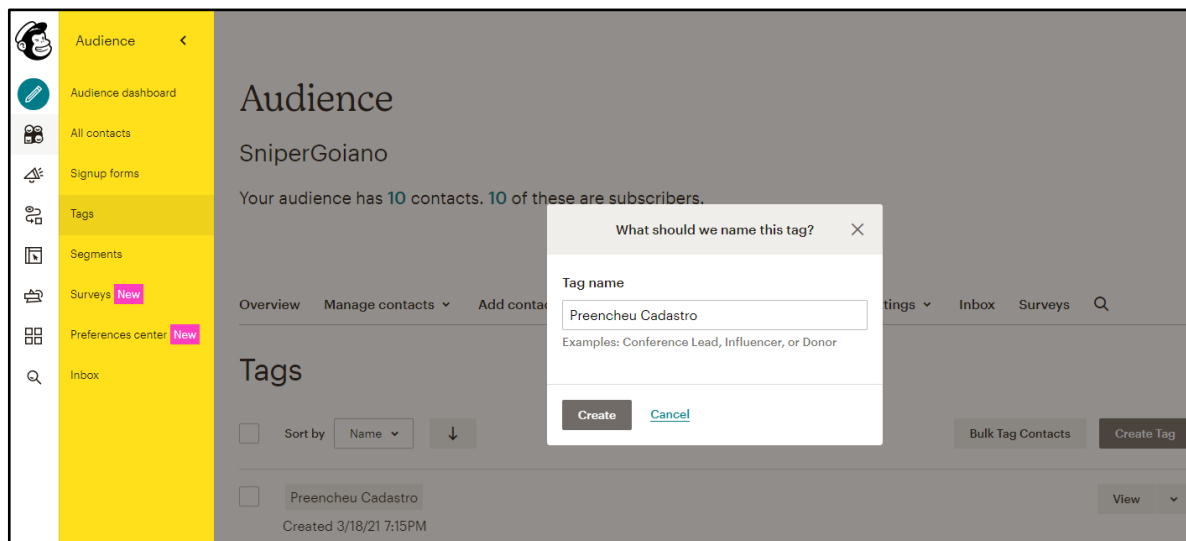 Audience
Audience dashboard
All contacts
Signup forms
Tags
Segments
Surveys New
Preferences center New
Inbox
Audience
SniperGoiano
Your audience has 10 contacts. 10 of these are subscribers.
Overview Manage contacts Add contac tings Inbox Surveys
What should we name this tag?
Tag name
Preencheu Cadastro
Examples: Conference Lead, Influencer, or Donor
Create Cancel
Tags
Sort by Name Bulk Tag Contacts Create Tag
Preencheu Cadastro View
Created 3/18/21 7:15PM